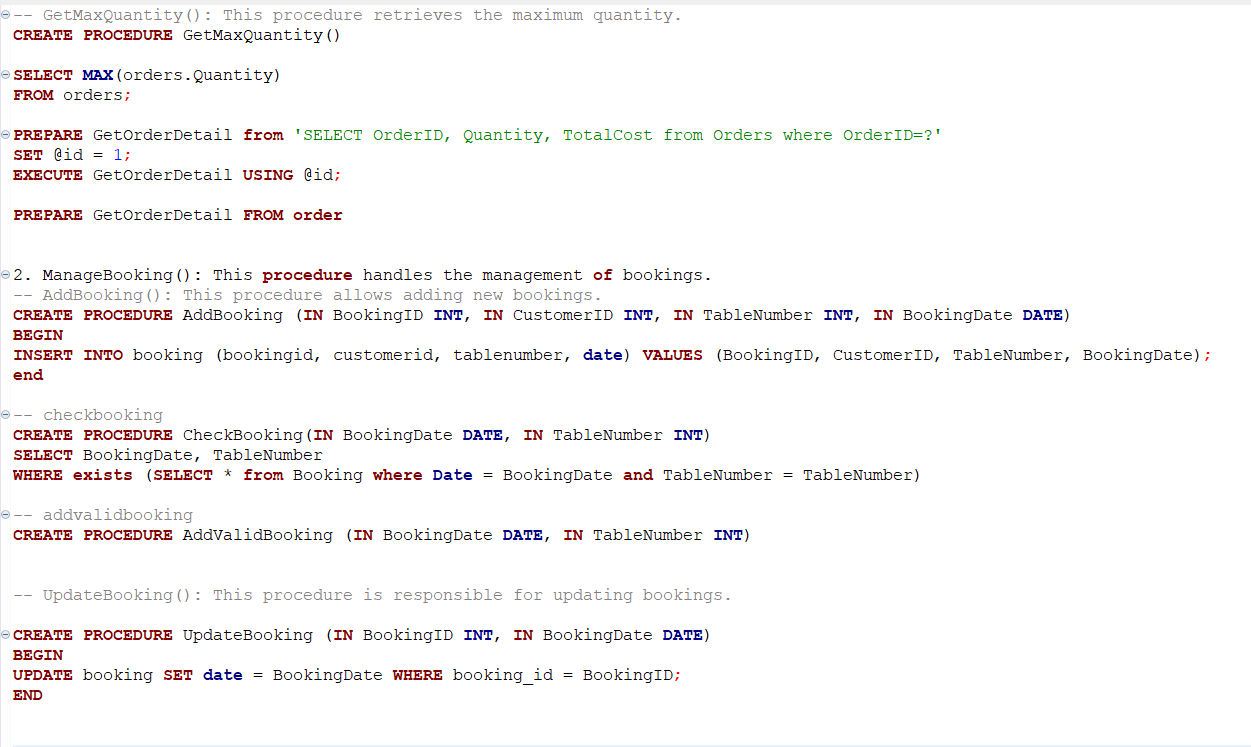 -- GetMaxQuantity(): This procedure retrieves the maximum quantity.
CREATE PROCEDURE GetMaxQuantity()
SELECT MAX(orders.Quantity)
FROM orders;
PREPARE GetOrderDetail from 'SELECT OrderID, Quantity, TotalCost from Orders where OrderID=?'
SET @id = 1;
EXECUTE GetOrderDetail USING @id;
PREPARE GetOrderDetail FROM order
2. ManageBooking(): This procedure handles the management of bookings.
-- AddBooking(): This procedure allows adding new bookings.
CREATE PROCEDURE AddBooking (IN BookingID INT, IN CustomerID INT, IN TableNumber INT, IN BookingDate DATE)
BEGIN
INSERT INTO booking (bookingid, customerid, tablenumber, date) VALUES (BookingID, CustomerID, TableNumber, BookingDate);
end
-- checkbooking
CREATE PROCEDURE CheckBooking(IN BookingDate DATE, IN TableNumber INT)
SELECT BookingDate, TableNumber
WHERE exists (SELECT * from Booking where Date = BookingDate and TableNumber = TableNumber)
-- addvalidbooking
CREATE PROCEDURE AddValidBooking (IN BookingDate DATE, IN TableNumber INT)
-- UpdateBooking(): This procedure is responsible for updating bookings.
CREATE PROCEDURE UpdateBooking (IN BookingID INT, IN BookingDate DATE)
BEGIN
UPDATE booking SET date = BookingDate WHERE booking_id = BookingID;
END